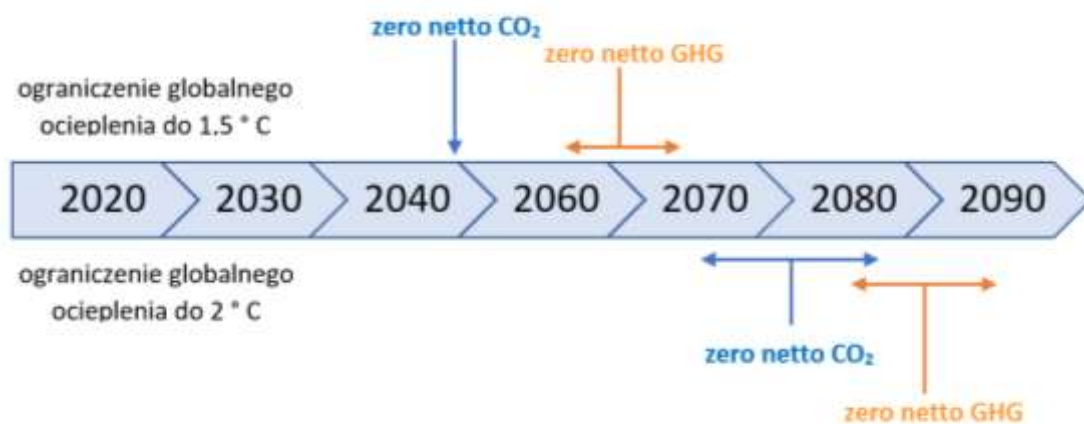 zero netto CO₂
zero netto GHG
ograniczenie globalnego
ocieplenia do 1.5 ° C
2020 2030 2040 2060 2070 2080 2090
ograniczenie globalnego
ocieplenia do 2 ° C
zero netto CO₂
zero netto GHG